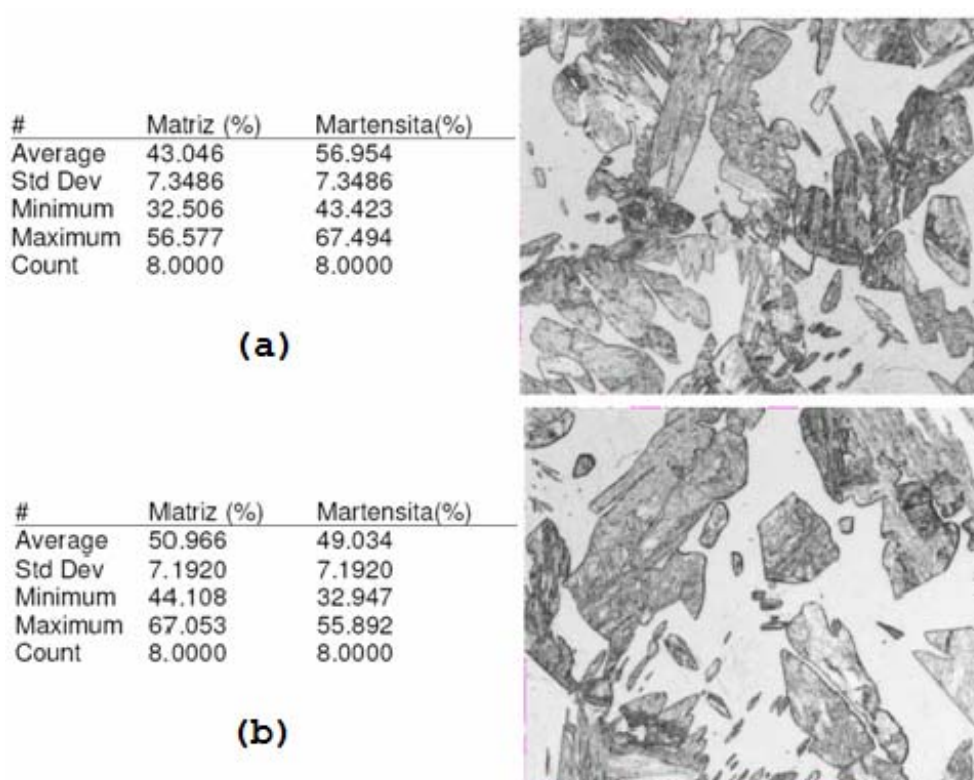 # Matriz (%) Martensita(%)
Average 43.046 56.954
Std Dev 7.3486 7.3486
Minimum 32.506 43.423
Maximum 56.577 67.494
Count 8.0000 8.0000
(a)
# Matriz (%) Martensita(%)
Average 50.966 49.034
Std Dev 7.1920 7.1920
Minimum 44.108 32.947
Maximum 67.053 55.892
Count 8.0000 8.0000
(b)